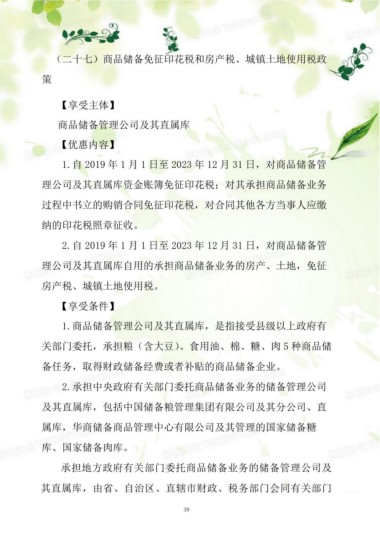 （二十七）商品储备免征印花税和房产税、城镇土地使用税政
策
【享受主体】
商品储备管理公司及其直属库
【优惠内容】
1.自 2019 年 1 月 1 日至 2023 年 12 月 31 日，对商品储备管
理公司及其直属库资金账簿免征印花税；对其承担商品储备业务
过程中书立的购销合同免征印花税，对合同其他各方当事人应缴
纳的印花税照章征收。
2.自 2019 年 1 月 1 日至 2023 年 12 月 31 日，对商品储备管
理公司及其直属库自用的承担商品储备业务的房产、土地，免征
房产税、城镇土地使用税。
【享受条件】
1.商品储备管理公司及其直属库，是指接受县级以上政府有
关部门委托，承担粮（含大豆）、食用油、棉、糖、肉 5 种商品储
备任务，取得财政储备经费或者补贴的商品储备企业。
2.承担中央政府有关部门委托商品储备业务的储备管理公司
及其直属库，包括中国储备粮管理集团有限公司及其分公司、直
属库，华商储备商品管理中心有限公司及其管理的国家储备糖
库、国家储备肉库。
承担地方政府有关部门委托商品储备业务的储备管理公司及
其直属库，由省、自治区、直辖市财政、税务部门会同有关部门